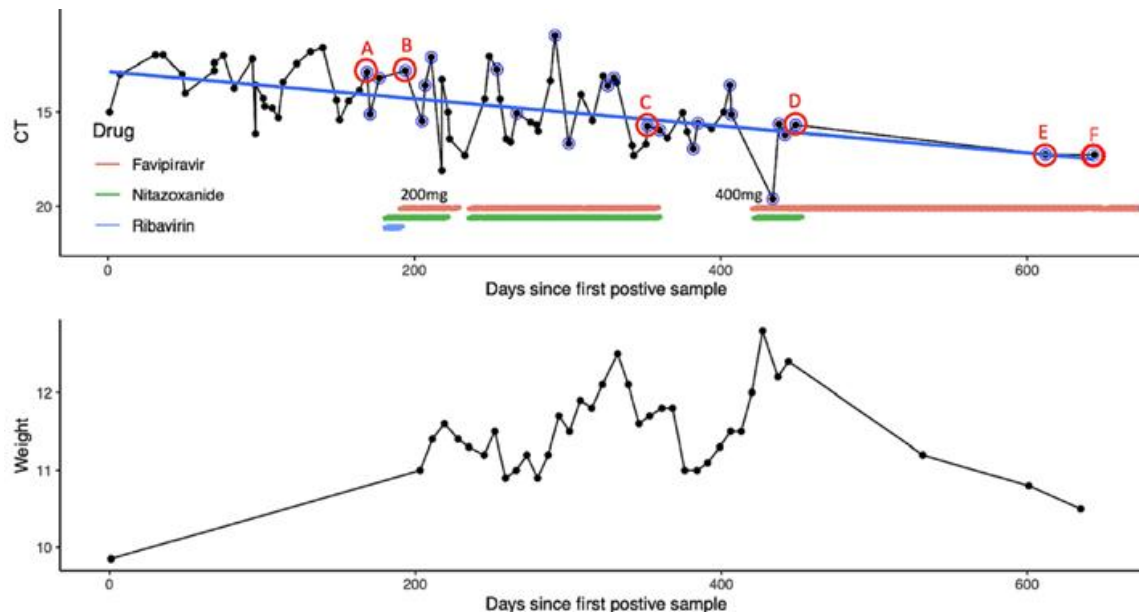 A
B
C
D
E
F
15
20
CT
Drug
Favipiravir
Nitazoxanide
Ribavirin
200mg
400mg
0
200
400
600
Days since first postive sample
12
11
10
Weight
0
200
400
600
Days since first postive sample